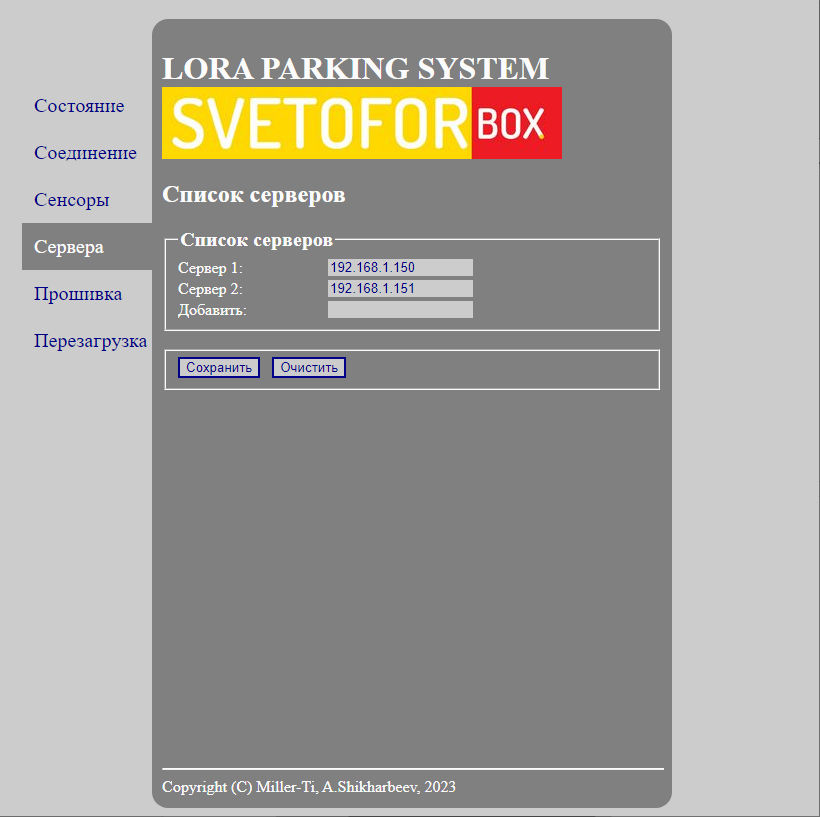 LORA PARKING SYSTEM
SVETOFOR BOX
Состояние
Соединение
Сенсоры
Сервера
Прошивка
Перезагрузка
Список серверов
Список серверов
Сервер 1: 192.168.1.150
Сервер 2: 192.168.1.151
Добавить:
Сохранить Очистить
Copyright (C) Miller-Ti, A.Shikharbeev, 2023